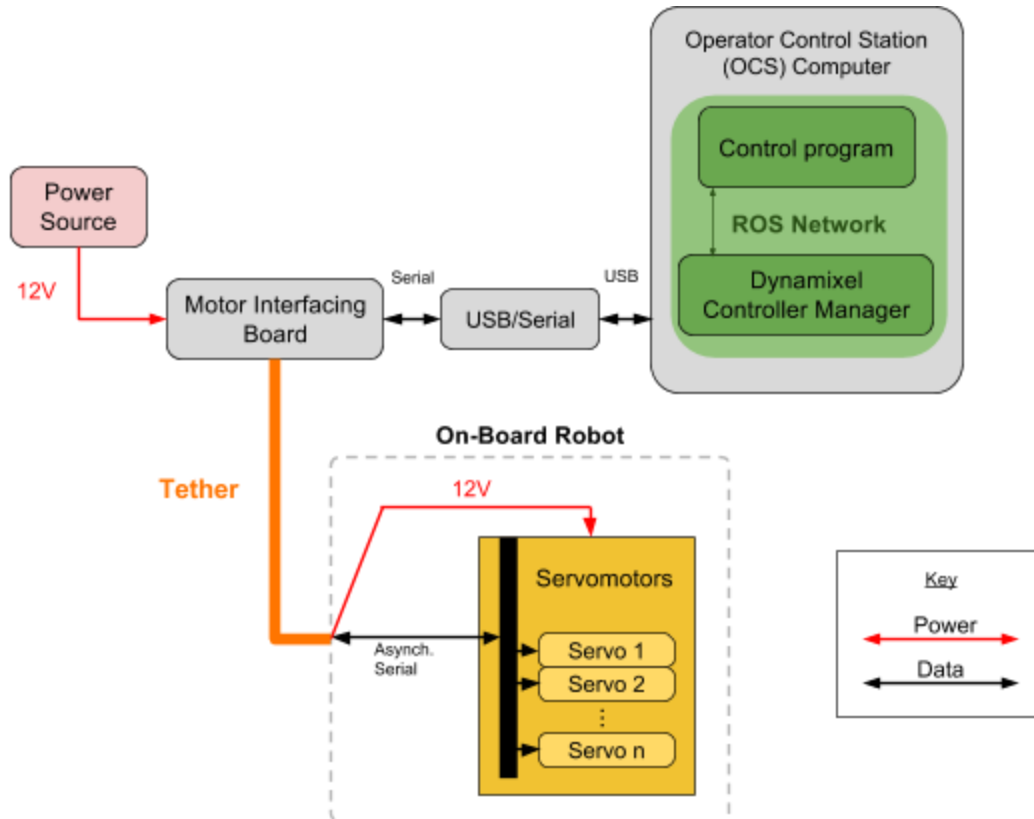 Operator Control Station
(OCS) Computer
Control program
ROS Network
Dynamixel
Controller Manager
Power
Source
12V
Motor Interfacing
Board
Serial
USB/Serial
USB
On-Board Robot
Tether
12V
Servomotors
Asynch.
Serial
Servo 1
Servo 2
⋮
Servo n
Key
Power
Data